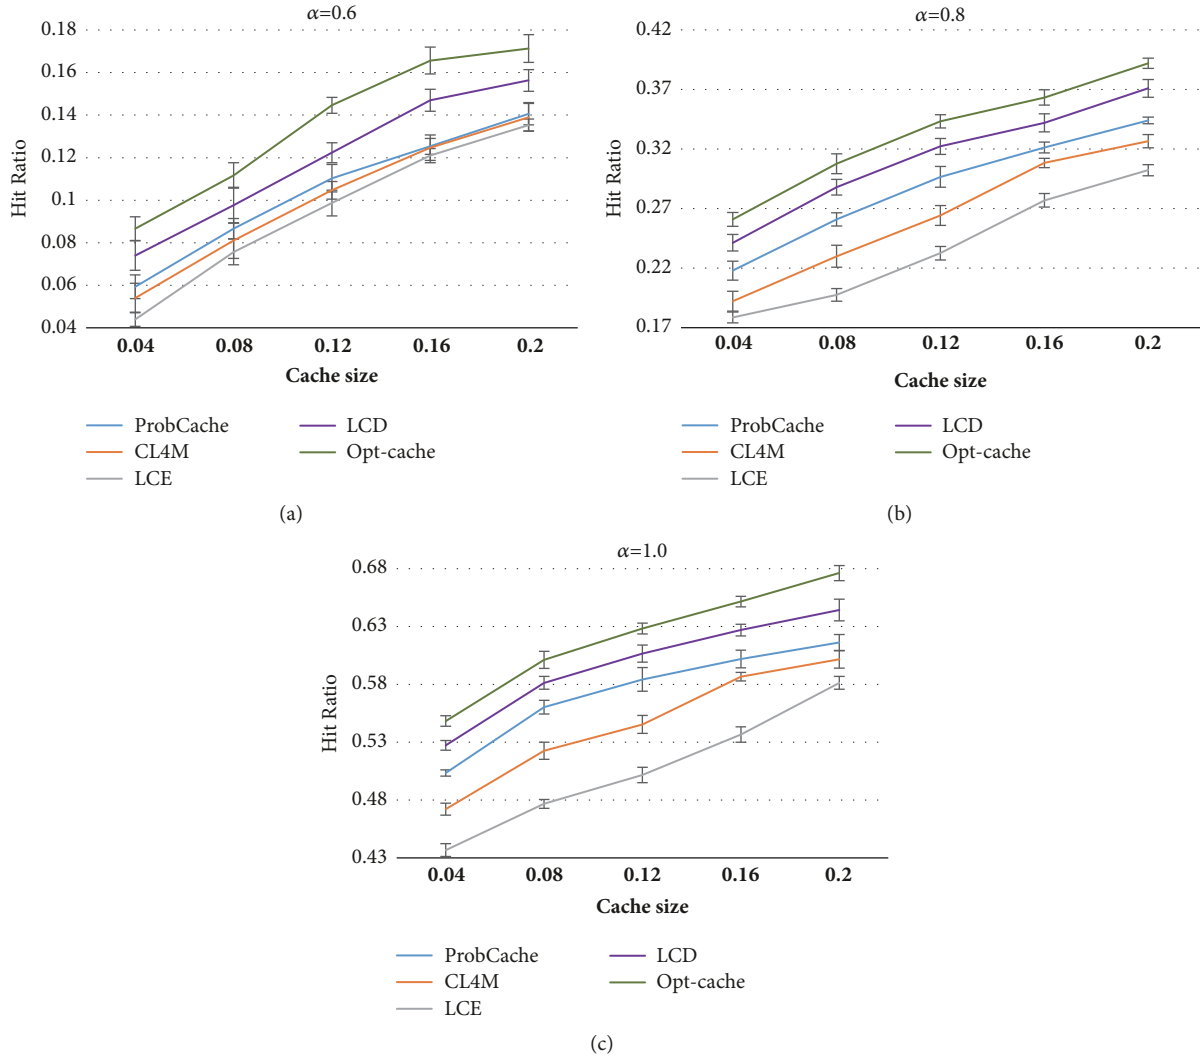 α=0.6
0.18
0.16
0.14
0.12
0.1
0.08
0.06
0.04
Hit Ratio
0.04 0.08 0.12 0.16 0.2
Cache size
ProbCache LCD
CL4M Opt-cache
LCE
(a)
α=0.8
0.42
0.37
0.32
0.27
0.22
0.17
Hit Ratio
0.04 0.08 0.12 0.16 0.2
Cache size
ProbCache LCD
CL4M Opt-cache
LCE
(b)
α=1.0
0.68
0.63
0.58
0.53
0.48
0.43
Hit Ratio
0.04 0.08 0.12 0.16 0.2
Cache size
ProbCache LCD
CL4M Opt-cache
LCE
(c)